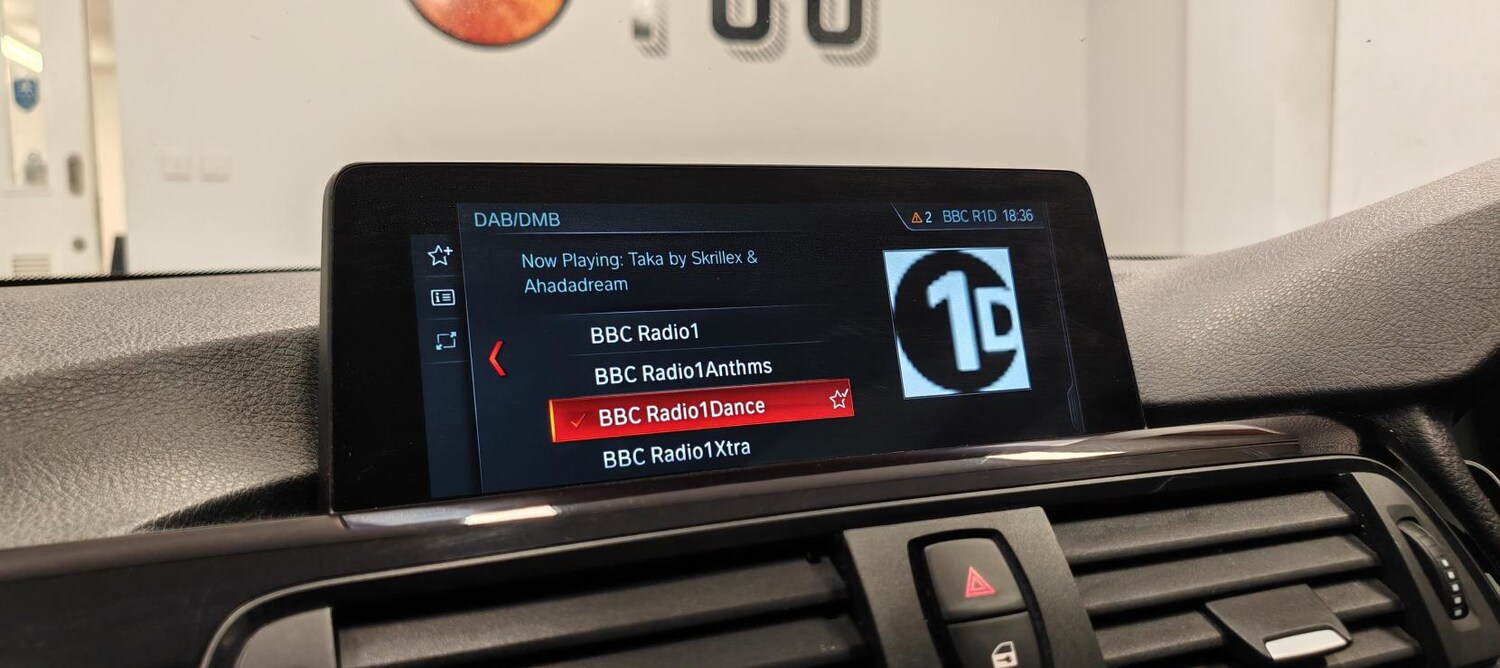 DAB/DMB
2 BBC R1D 18:36
Now Playing: Taka by Skrillex &
Ahadadream
BBC Radio1
BBC Radio1Anthms
BBC Radio1Dance
BBC Radio1Xtra
1D